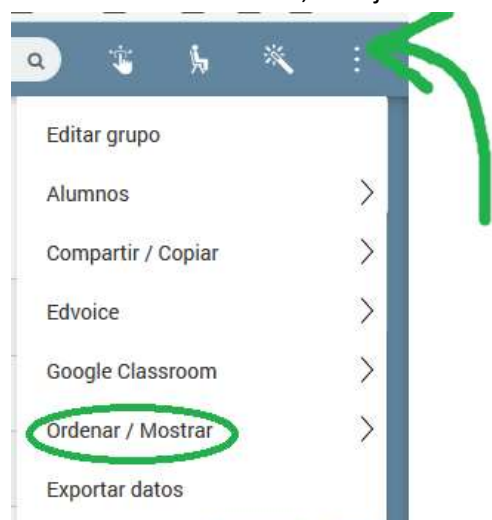 Editar grupo
Alumnos
Compartir / Copiar
Edvoice
Google Classroom
Ordenar / Mostrar
Exportar datos